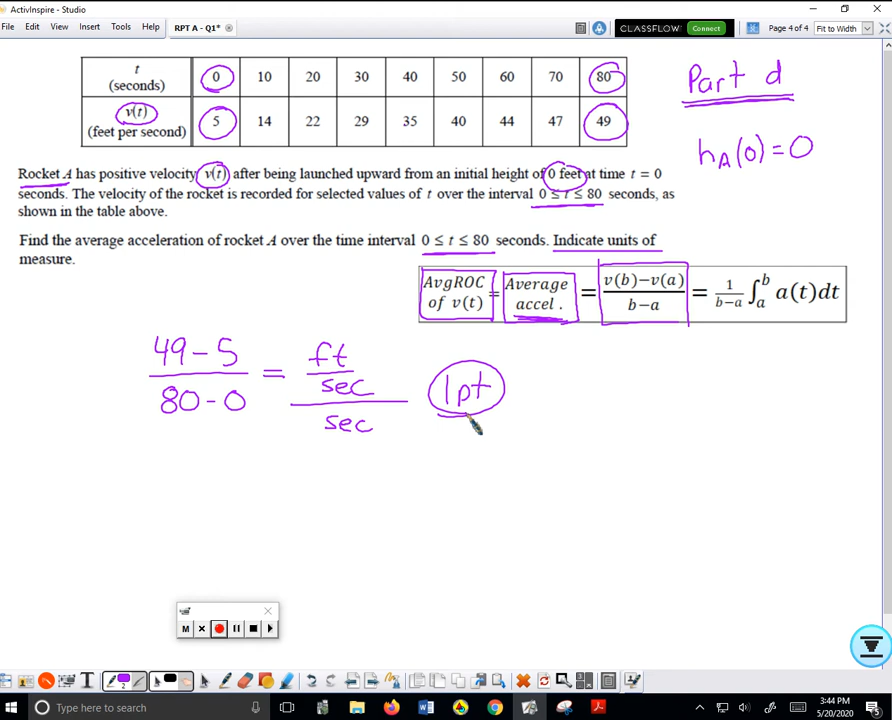 ActivInspire - Studio
File Edit View Insert Tools Help RPT A - Q1* CLASSFLOW Connect Page 4 of 4 Fit to Width
t (seconds) 0 10 20 30 40 50 60 70 80
v(t) (feet per second) 5 14 22 29 35 40 44 47 49
Part d
hA(0) = 0
Rocket A has positive velocity v(t) after being launched upward from an initial height of 0 feet at time t = 0
seconds. The velocity of the rocket is recorded for selected values of t over the interval 0 ≤ t ≤ 80 seconds, as
shown in the table above.
Find the average acceleration of rocket A over the time interval 0 ≤ t ≤ 80 seconds. Indicate units of
measure.
AvgROC of v(t) = Average accel. = v(b)−v(a) / b−a = 1/b−a ∫ₐᵇ a(t)dt
49 - 5 / 80 - 0 = ft / sec / sec 1pt
M
T
2
Type here to search
3:44 PM
5/20/2020
5